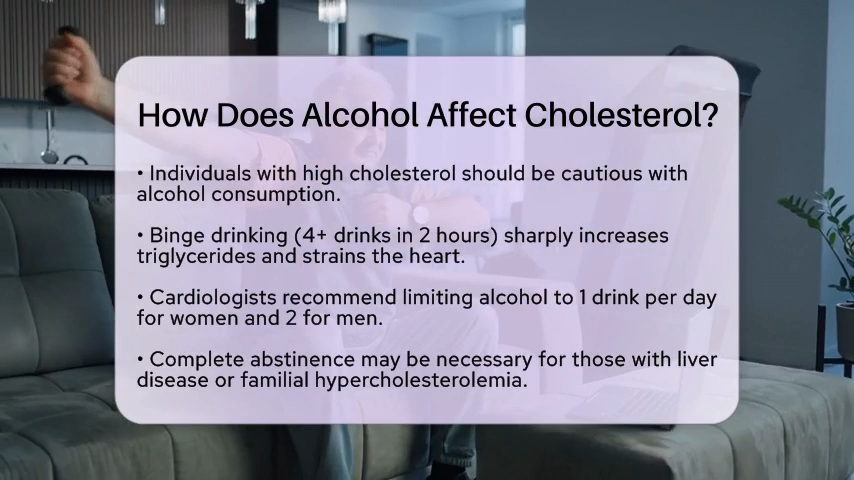 How Does Alcohol Affect Cholesterol?
• Individuals with high cholesterol should be cautious with
alcohol consumption.
• Binge drinking (4+ drinks in 2 hours) sharply increases
triglycerides and strains the heart.
• Cardiologists recommend limiting alcohol to 1 drink per day
for women and 2 for men.
• Complete abstinence may be necessary for those with liver
disease or familial hypercholesterolemia.